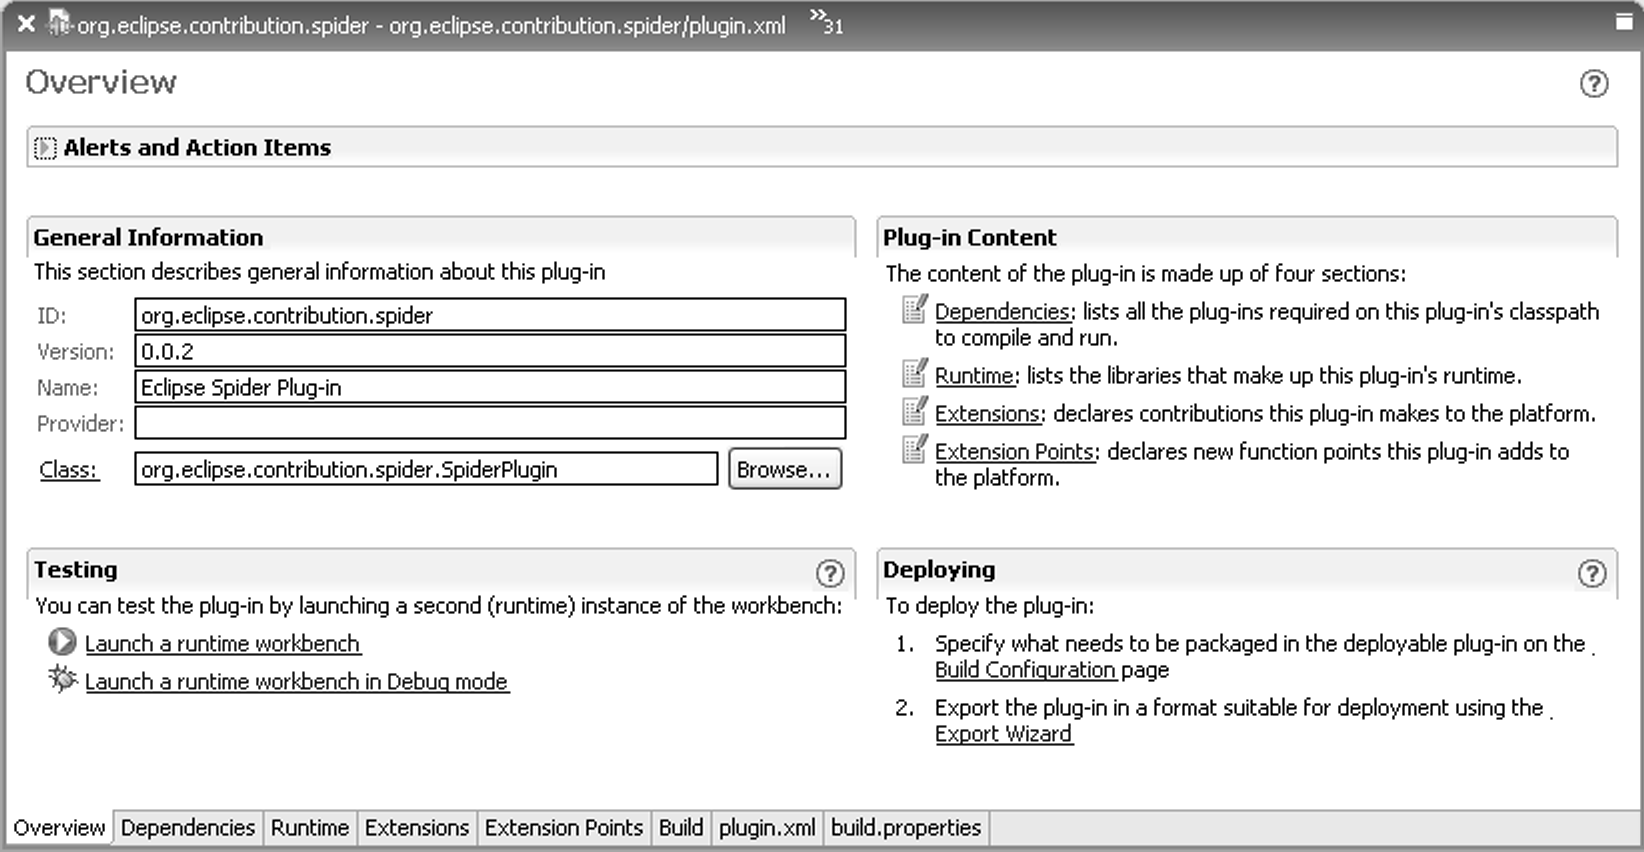 org.eclipse.contribution.spider - org.eclipse.contribution.spider/plugin.xml »31
Overview
Alerts and Action Items
General Information
This section describes general information about this plug-in
ID: org.eclipse.contribution.spider
Version: 0.0.2
Name: Eclipse Spider Plug-in
Provider:
Class: org.eclipse.contribution.spider.SpiderPlugin Browse...
Plug-in Content
The content of the plug-in is made up of four sections:
Dependencies: lists all the plug-ins required on this plug-in's classpath
to compile and run.
Runtime: lists the libraries that make up this plug-in's runtime.
Extensions: declares contributions this plug-in makes to the platform.
Extension Points: declares new function points this plug-in adds to
the platform.
Testing
You can test the plug-in by launching a second (runtime) instance of the workbench:
Launch a runtime workbench
Launch a runtime workbench in Debug mode
Deploying
To deploy the plug-in:
1. Specify what needs to be packaged in the deployable plug-in on the
Build Configuration page
2. Export the plug-in in a format suitable for deployment using the
Export Wizard
Overview Dependencies Runtime Extensions Extension Points Build plugin.xml build.properties